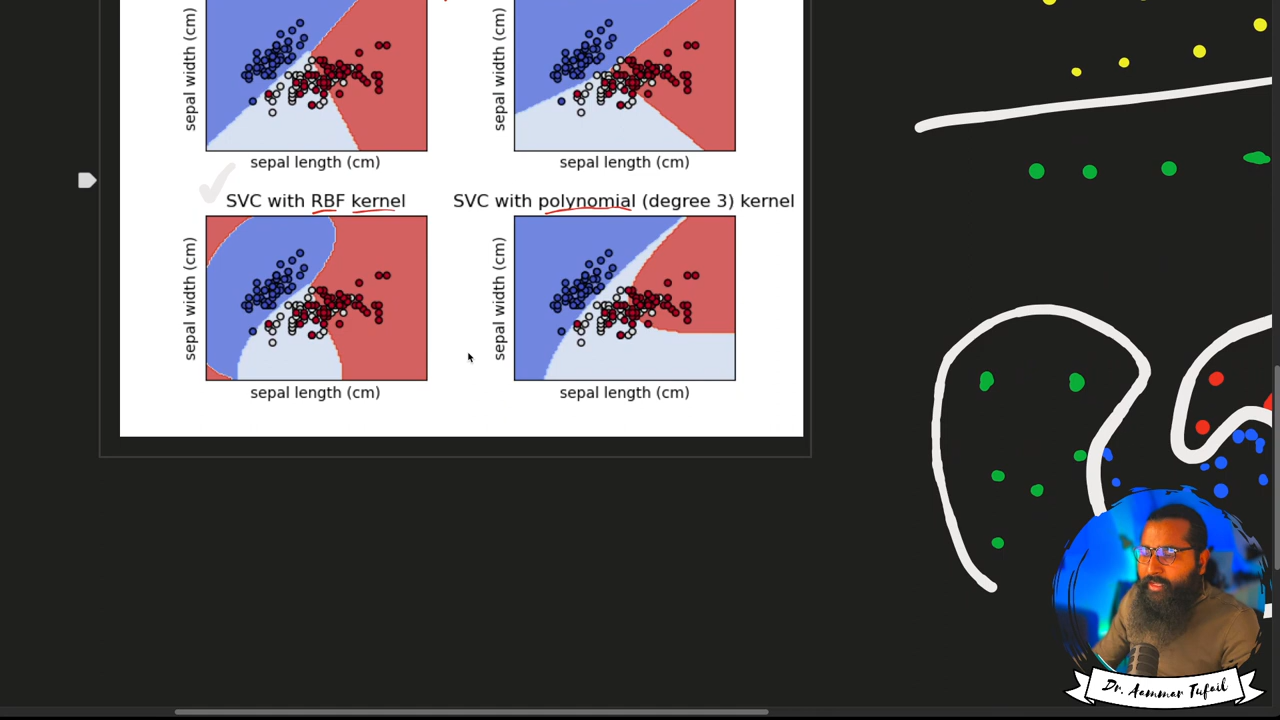 sepal width (cm)
sepal width (cm)
sepal length (cm)
sepal length (cm)
SVC with RBF kernel
SVC with polynomial (degree 3) kernel
sepal width (cm)
sepal width (cm)
sepal length (cm)
sepal length (cm)
Dr. Aammar Tufail